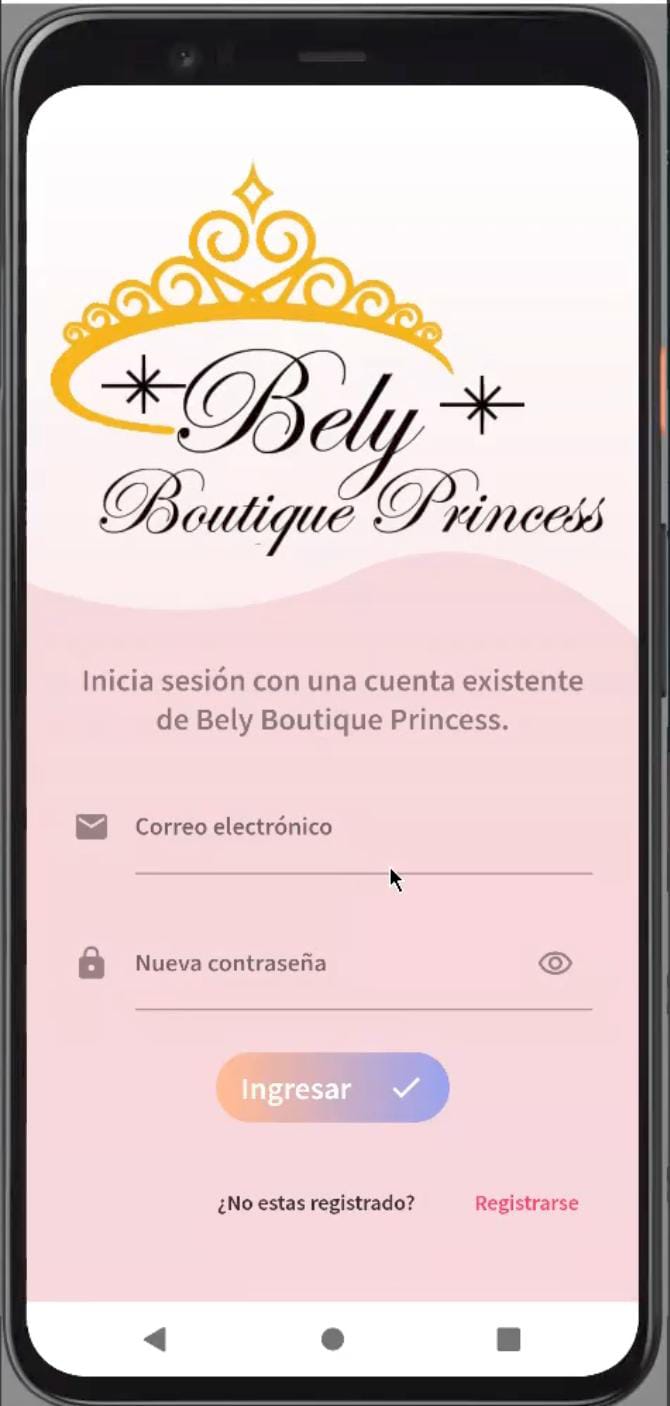 Bely
Boutique Princess
Inicia sesión con una cuenta existente
de Bely Boutique Princess.
Correo electrónico
Nueva contraseña
Ingresar
¿No estas registrado? Registrarse